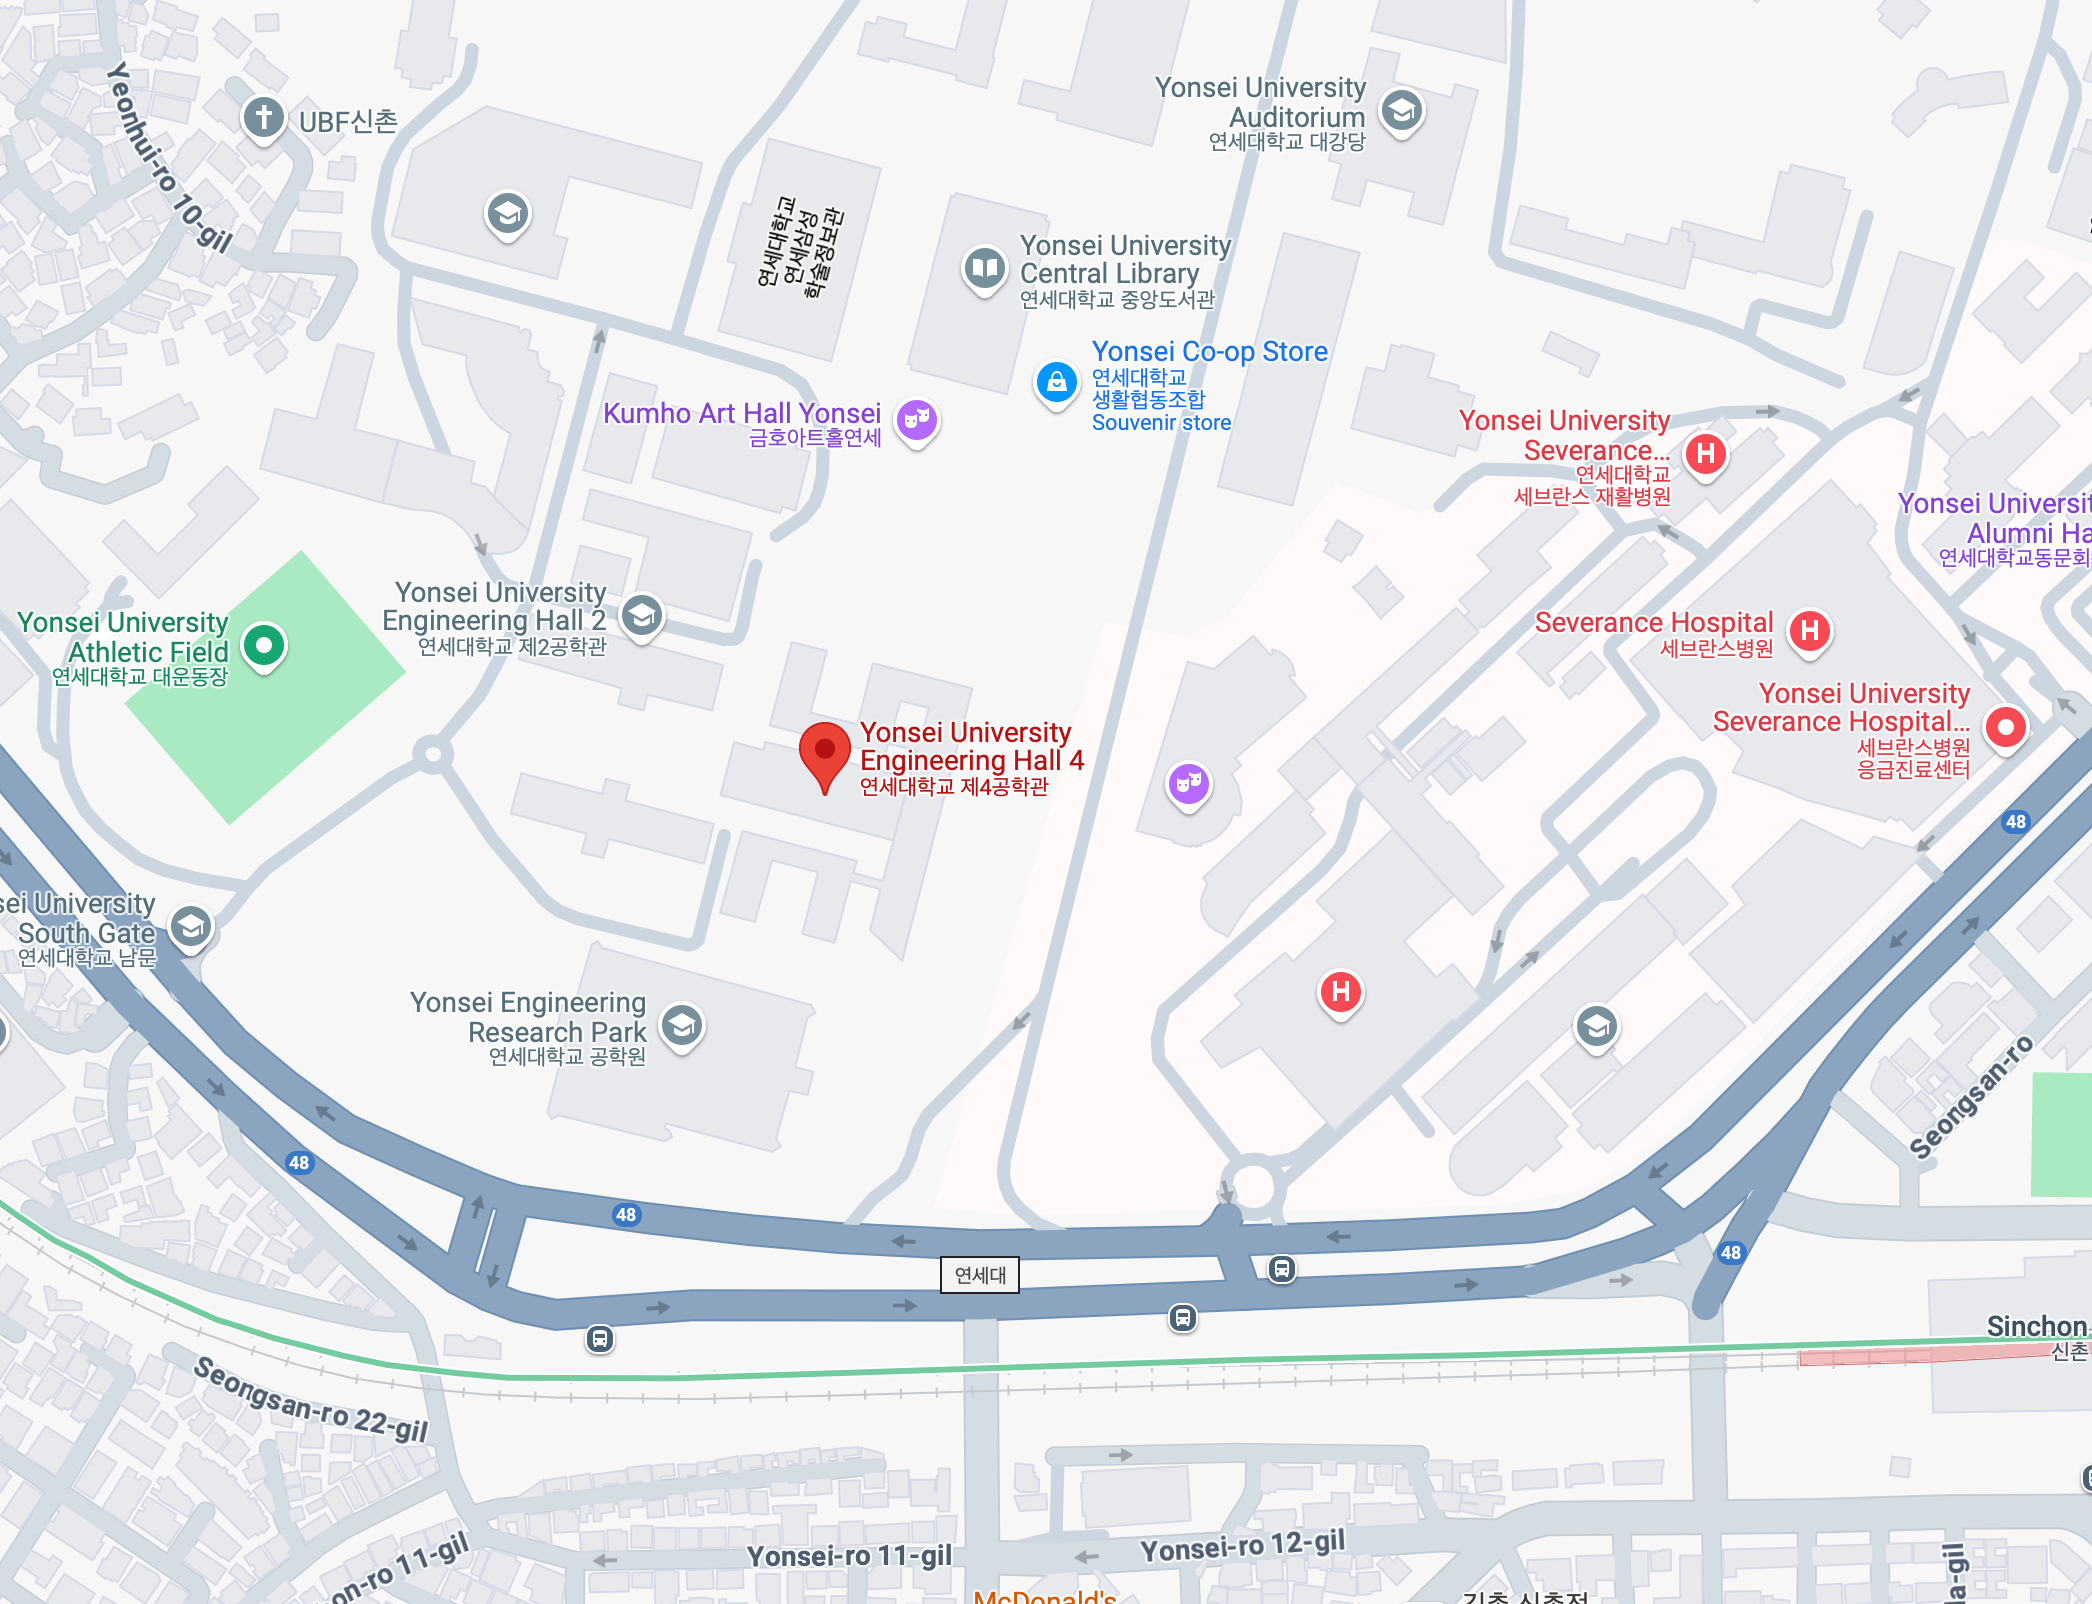 Yeonhui-ro 10-gil
UBF신촌
Yonsei University
Auditorium
연세대학교 대강당
연세대학교
연세삼성
학술정보관
Yonsei University
Central Library
연세대학교 중앙도서관
Yonsei Co-op Store
연세대학교
생활협동조합
Souvenir store
Kumho Art Hall Yonsei
금호아트홀연세
Yonsei University
Severance...
연세대학교
세브란스 재활병원
Yonsei Universit
Alumni Ha
연세대학교동문회
Yonsei University
Engineering Hall 2
연세대학교 제2공학관
Yonsei University
Athletic Field
연세대학교 대운동장
Severance Hospital
세브란스병원
Yonsei University
Severance Hospital...
세브란스병원
응급진료센터
Yonsei University
Engineering Hall 4
연세대학교 제4공학관
48
sei University
South Gate
연세대학교 남문
Yonsei Engineering
Research Park
연세대학교 공학원
Seongsan-ro
48
48
48
연세대
Sinchon
신촌
Seongsan-ro 22-gil
on-ro 11-gil
Yonsei-ro 11-gil
Yonsei-ro 12-gil
a-gil
McDonald's